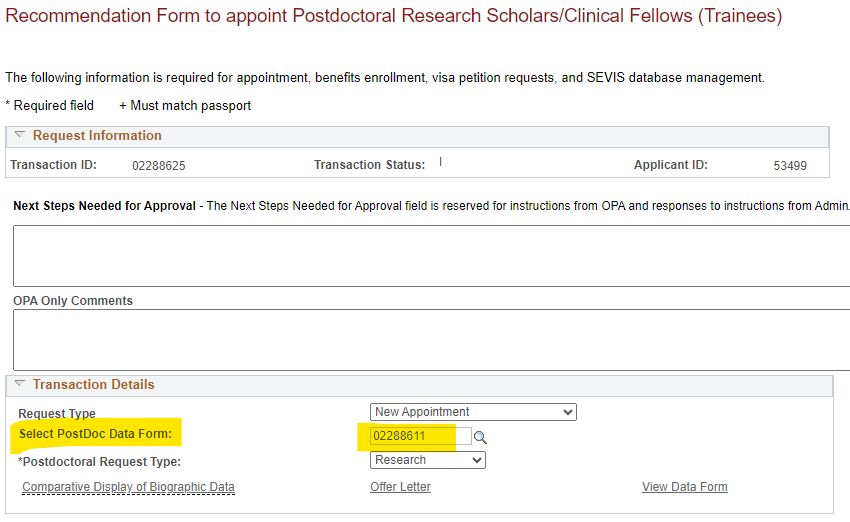 Recommendation Form to appoint Postdoctoral Research Scholars/Clinical Fellows (Trainees)
The following information is required for appointment, benefits enrollment, visa petition requests, and SEVIS database management.
* Required field + Must match passport
Request Information
Transaction ID: 02288625 Transaction Status: I Applicant ID: 53499
Next Steps Needed for Approval - The Next Steps Needed for Approval field is reserved for instructions from OPA and responses to instructions from Admin.
OPA Only Comments
Transaction Details
Request Type New Appointment
Select PostDoc Data Form: 02288611
*Postdoctoral Request Type: Research
Comparative Display of Biographic Data Offer Letter View Data Form